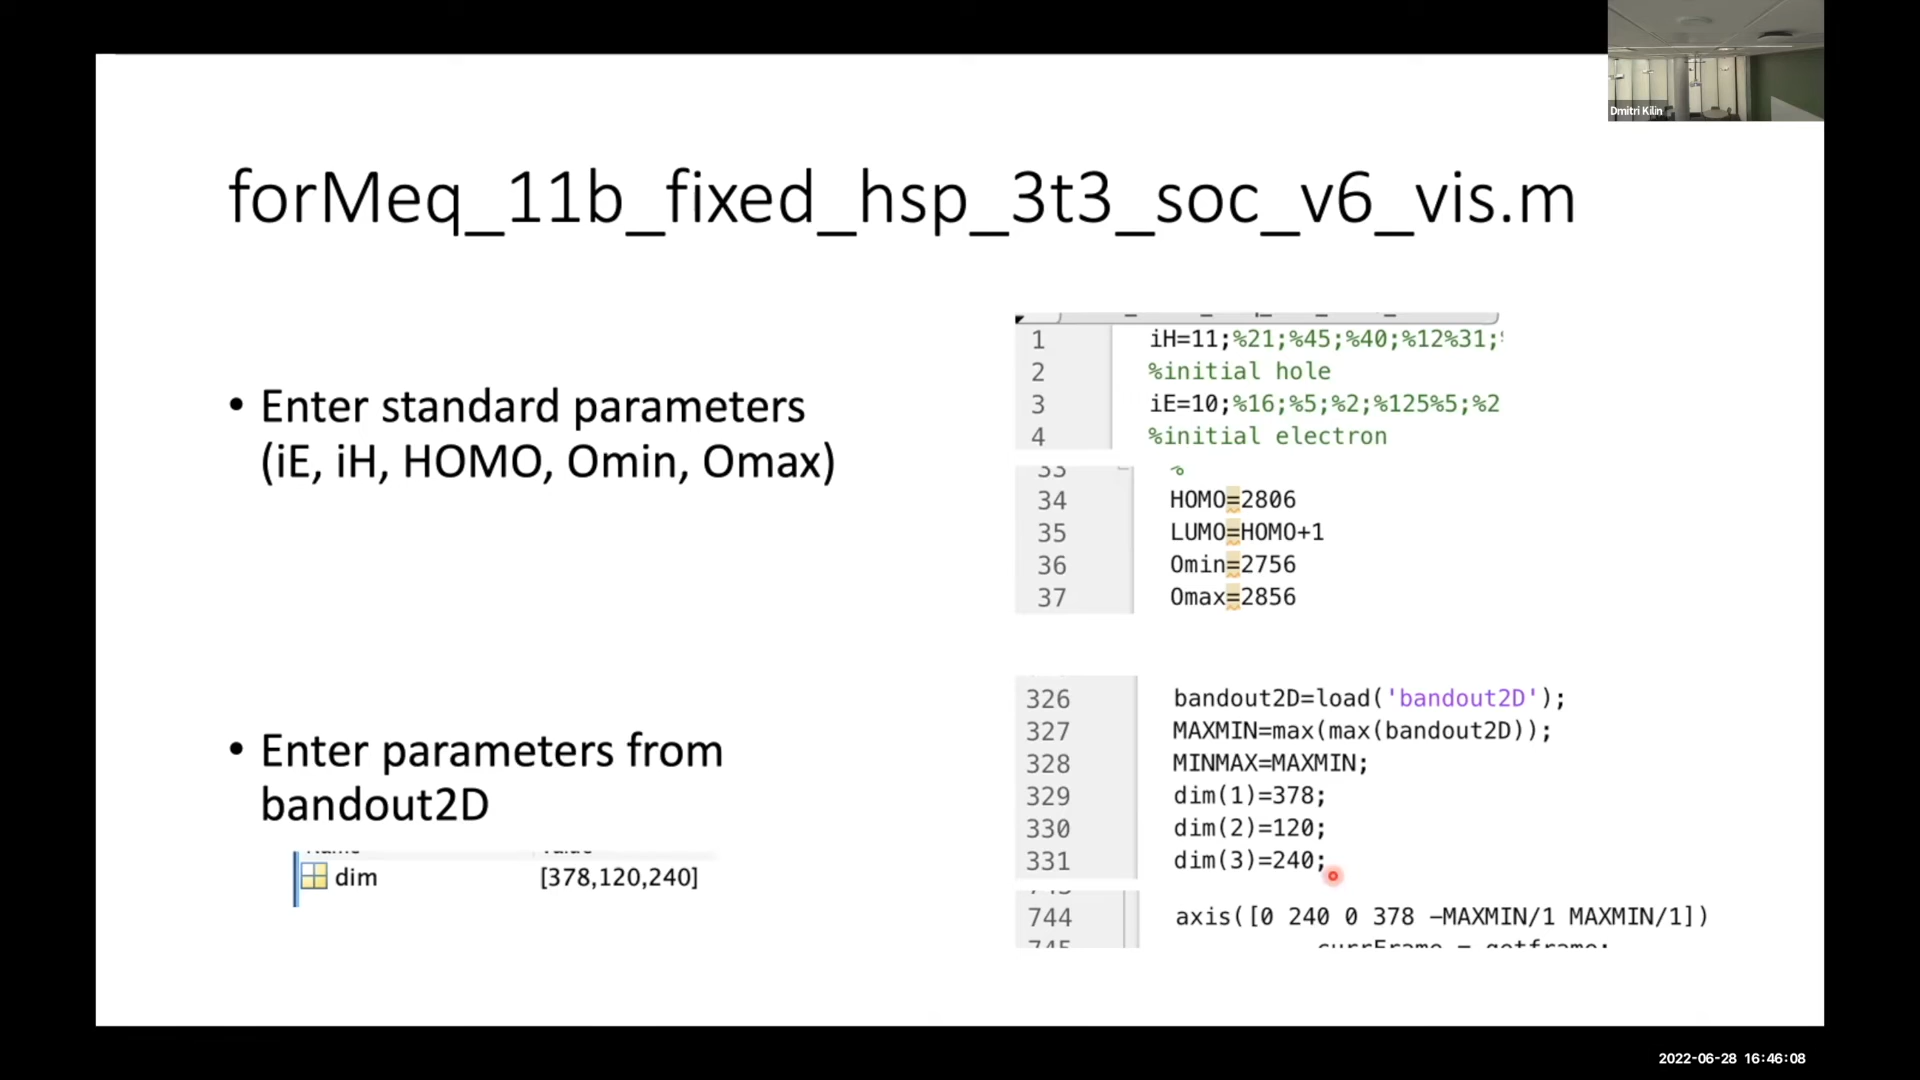 Dmitri Kilin
forMeq_11b_fixed_hsp_3t3_soc_v6_vis.m
• Enter standard parameters
(iE, iH, HOMO, Omin, Omax)
1 iH=11;%21;%45;%40;%12%31;
2 %initial hole
3 iE=10;%16;%5;%2;%125%5;%2
4 %initial electron
33 %
34 HOMO=2806
35 LUMO=HOMO+1
36 Omin=2756
37 Omax=2856
• Enter parameters from
bandout2D
Name Value
dim [378,120,240]
326 bandout2D=load('bandout2D');
327 MAXMIN=max(max(bandout2D));
328 MINMAX=MAXMIN;
329 dim(1)=378;
330 dim(2)=120;
331 dim(3)=240;
744 axis([0 240 0 378 -MAXMIN/1 MAXMIN/1])
745 currFrame = getframe;
2022-06-28 16:46:08